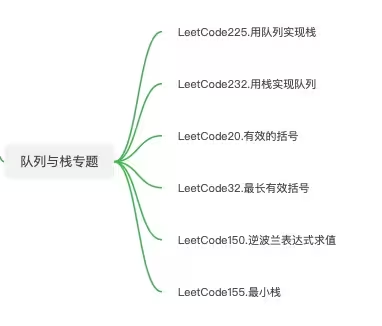 队列与栈专题
LeetCode225.用队列实现栈
LeetCode232.用栈实现队列
LeetCode20.有效的括号
LeetCode32.最长有效括号
LeetCode150.逆波兰表达式求值
LeetCode155.最小栈